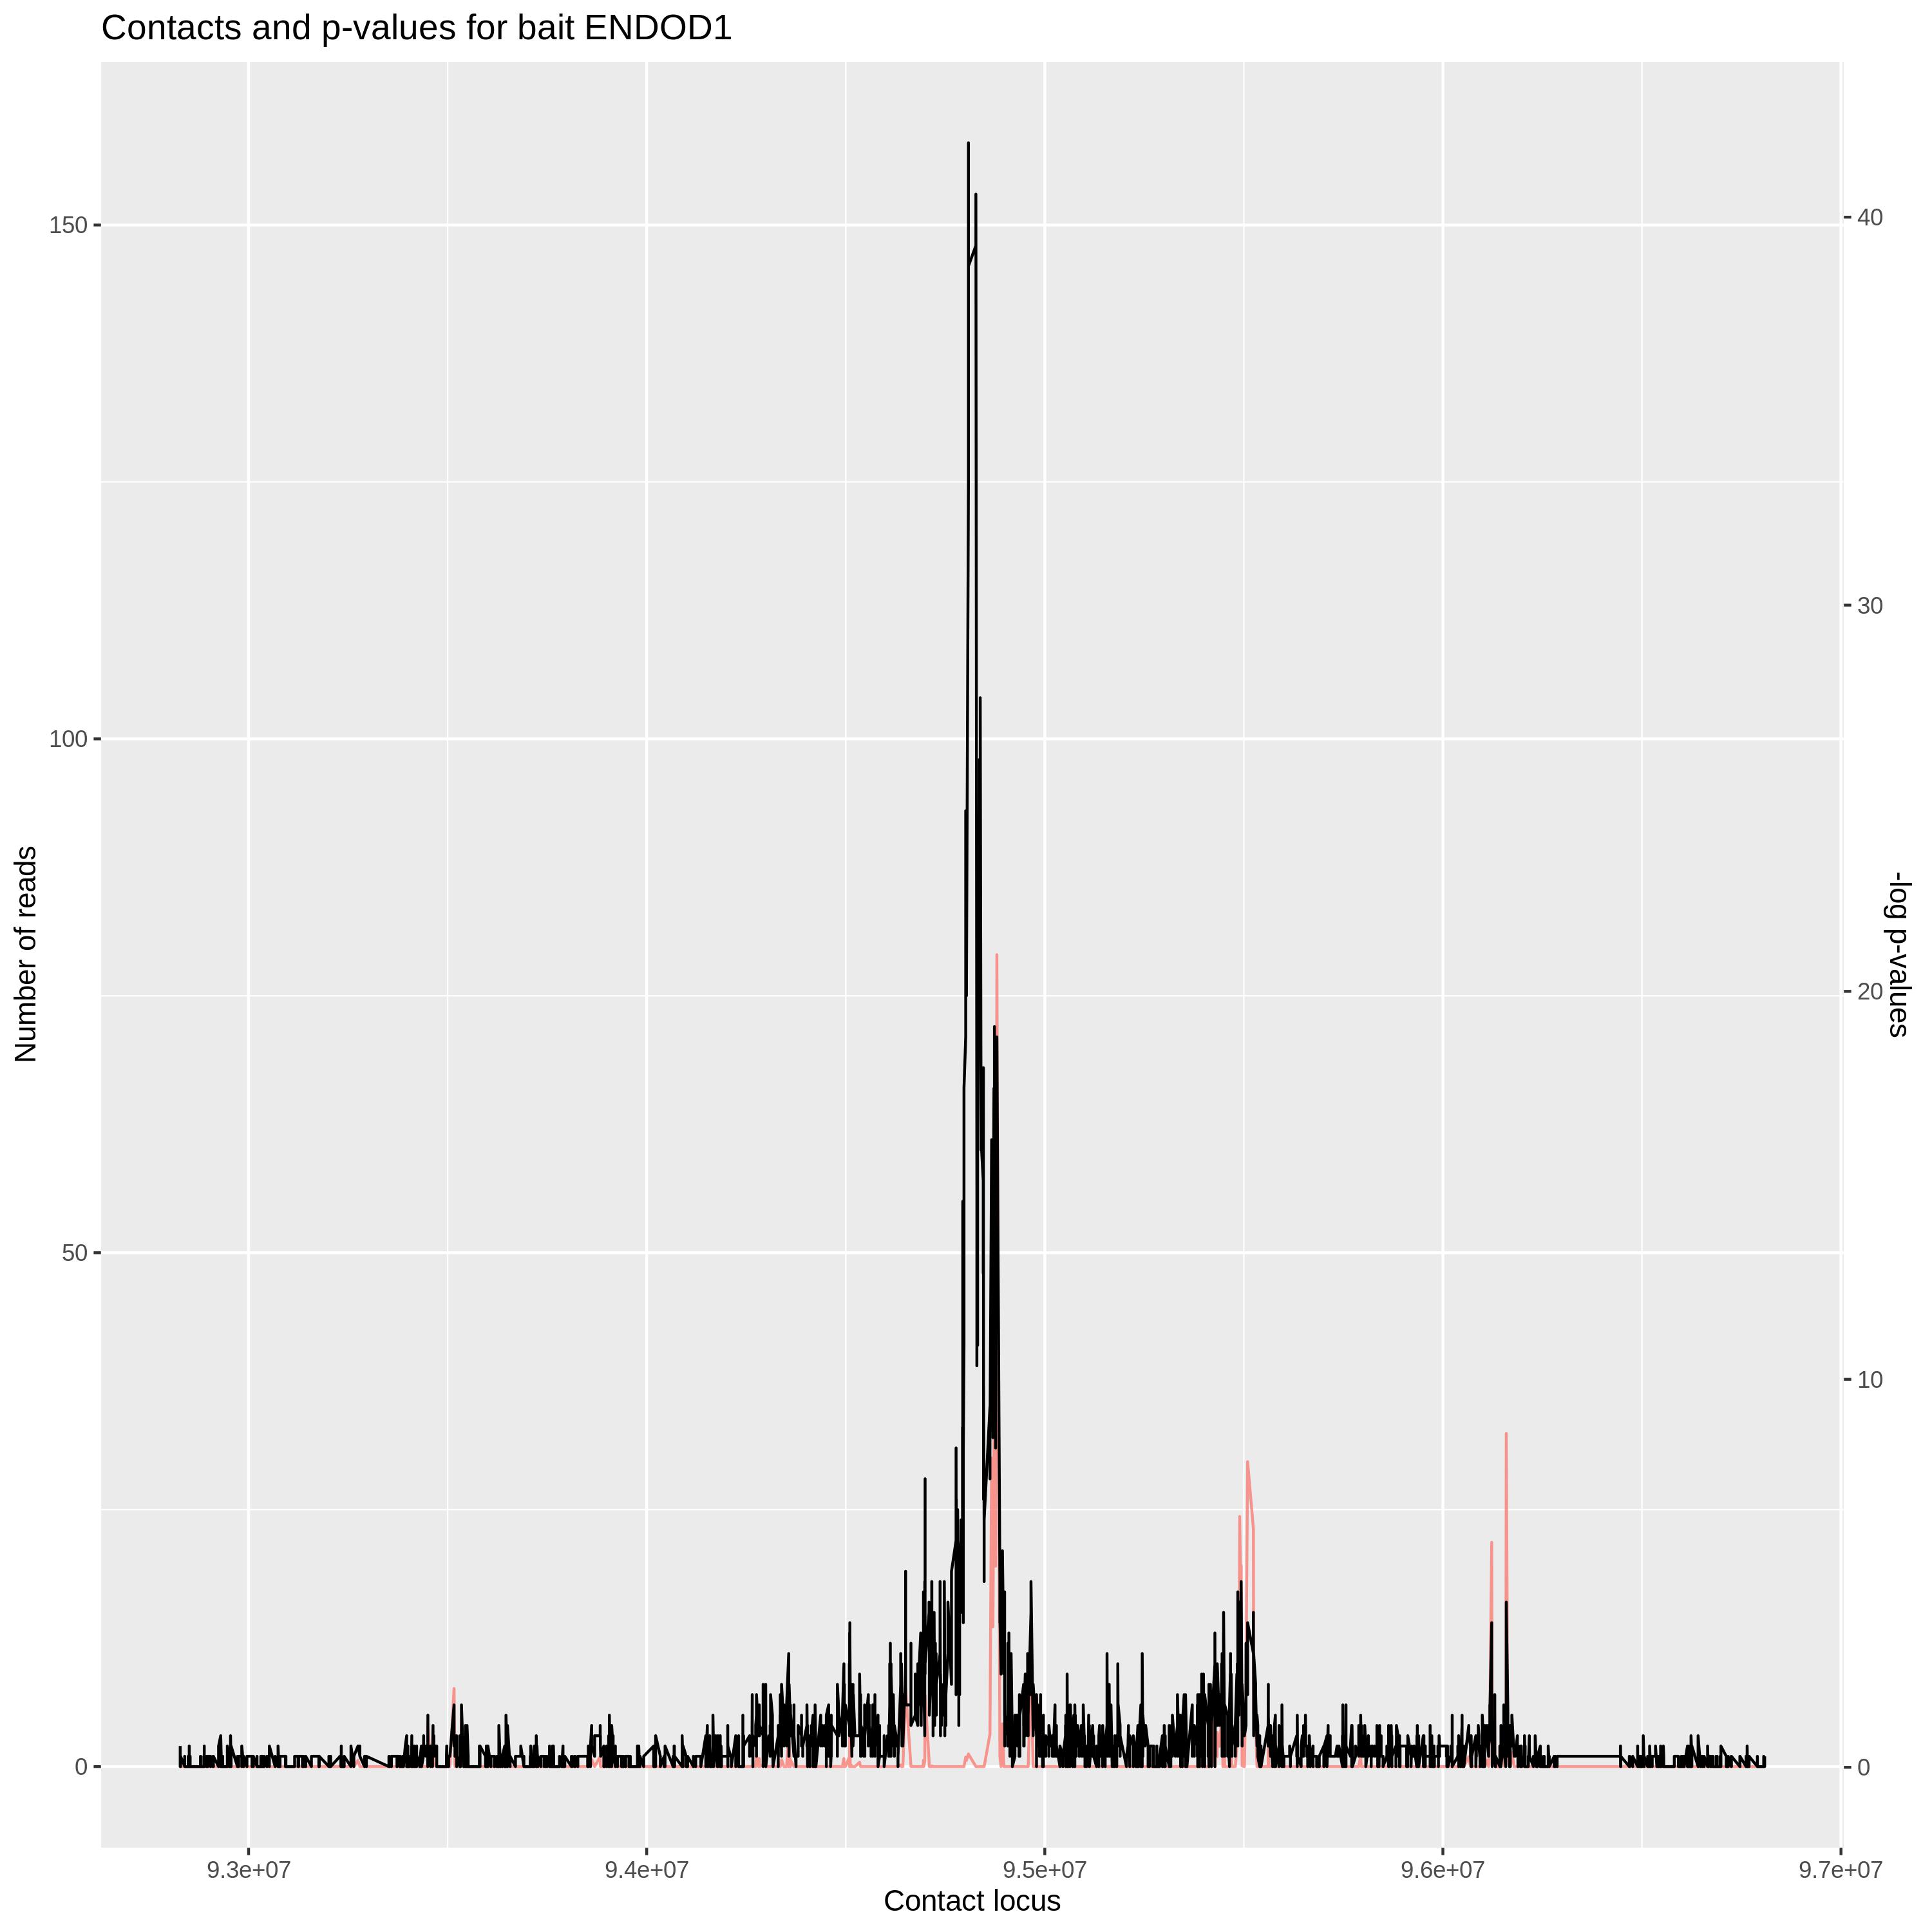 Contacts and p-values for bait ENDOD1
150
100
50
0
Number of reads
40
30
20
10
0
-log p-values
9.3e+07 9.4e+07 9.5e+07 9.6e+07 9.7e+07
Contact locus